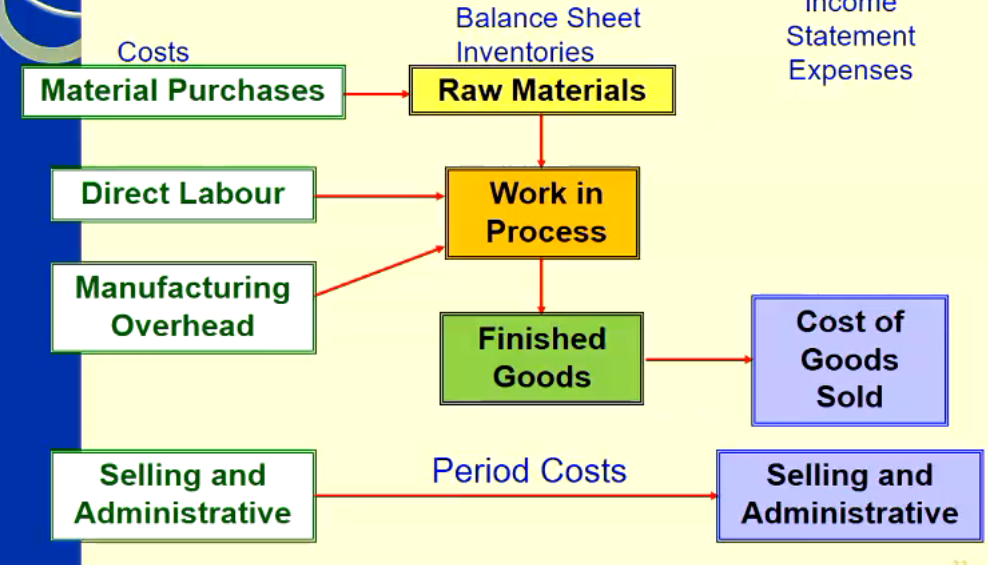 Costs
Balance Sheet
Inventories
Income
Statement
Expenses
Material Purchases
Raw Materials
Direct Labour
Work in
Process
Manufacturing
Overhead
Finished
Goods
Cost of
Goods
Sold
Selling and
Administrative
Period Costs
Selling and
Administrative